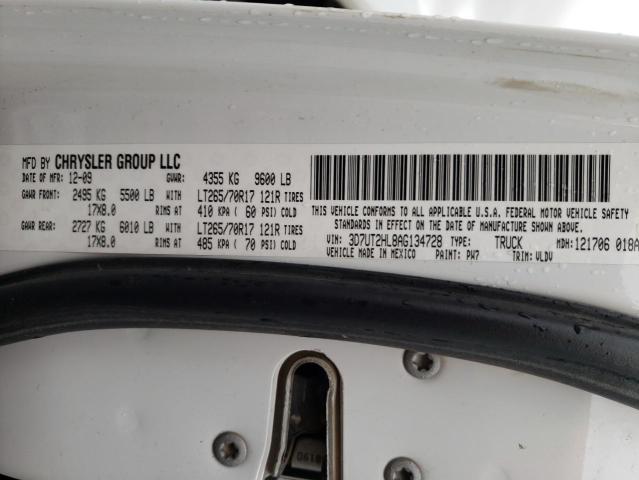 MFD BY CHRYSLER GROUP LLC
DATE OF MFR: 12-09 GVWR: 4355 KG 9600 LB
GAWR FRONT: 2495 KG 5500 LB WITH LT265/70R17 121R TIRES
17X8.0 RIMS AT 410 KPA ( 60 PSI) COLD
GAWR REAR: 2727 KG 6010 LB WITH LT265/70R17 121R TIRES
17X8.0 RIMS AT 485 KPA ( 70 PSI) COLD
THIS VEHICLE CONFORMS TO ALL APPLICABLE U.S.A. FEDERAL MOTOR VEHICLE SAFETY
STANDARDS IN EFFECT ON THE DATE OF MANUFACTURE SHOWN ABOVE.
VIN: 3D7UT2HL8AG134728 TYPE: TRUCK MDH: 121706 018A
VEHICLE MADE IN MEXICO PAINT: PW7 TRIM: VLDV
0610